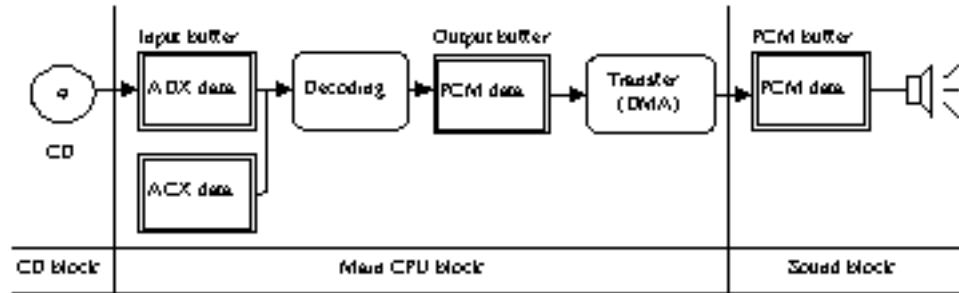 Input buffer
Output buffer
PCM buffer
ADX data
Decoding
PCM data
Transfer
(DMA)
PCM data
CD
ACX data
CD block
Main CPU block
Sound block